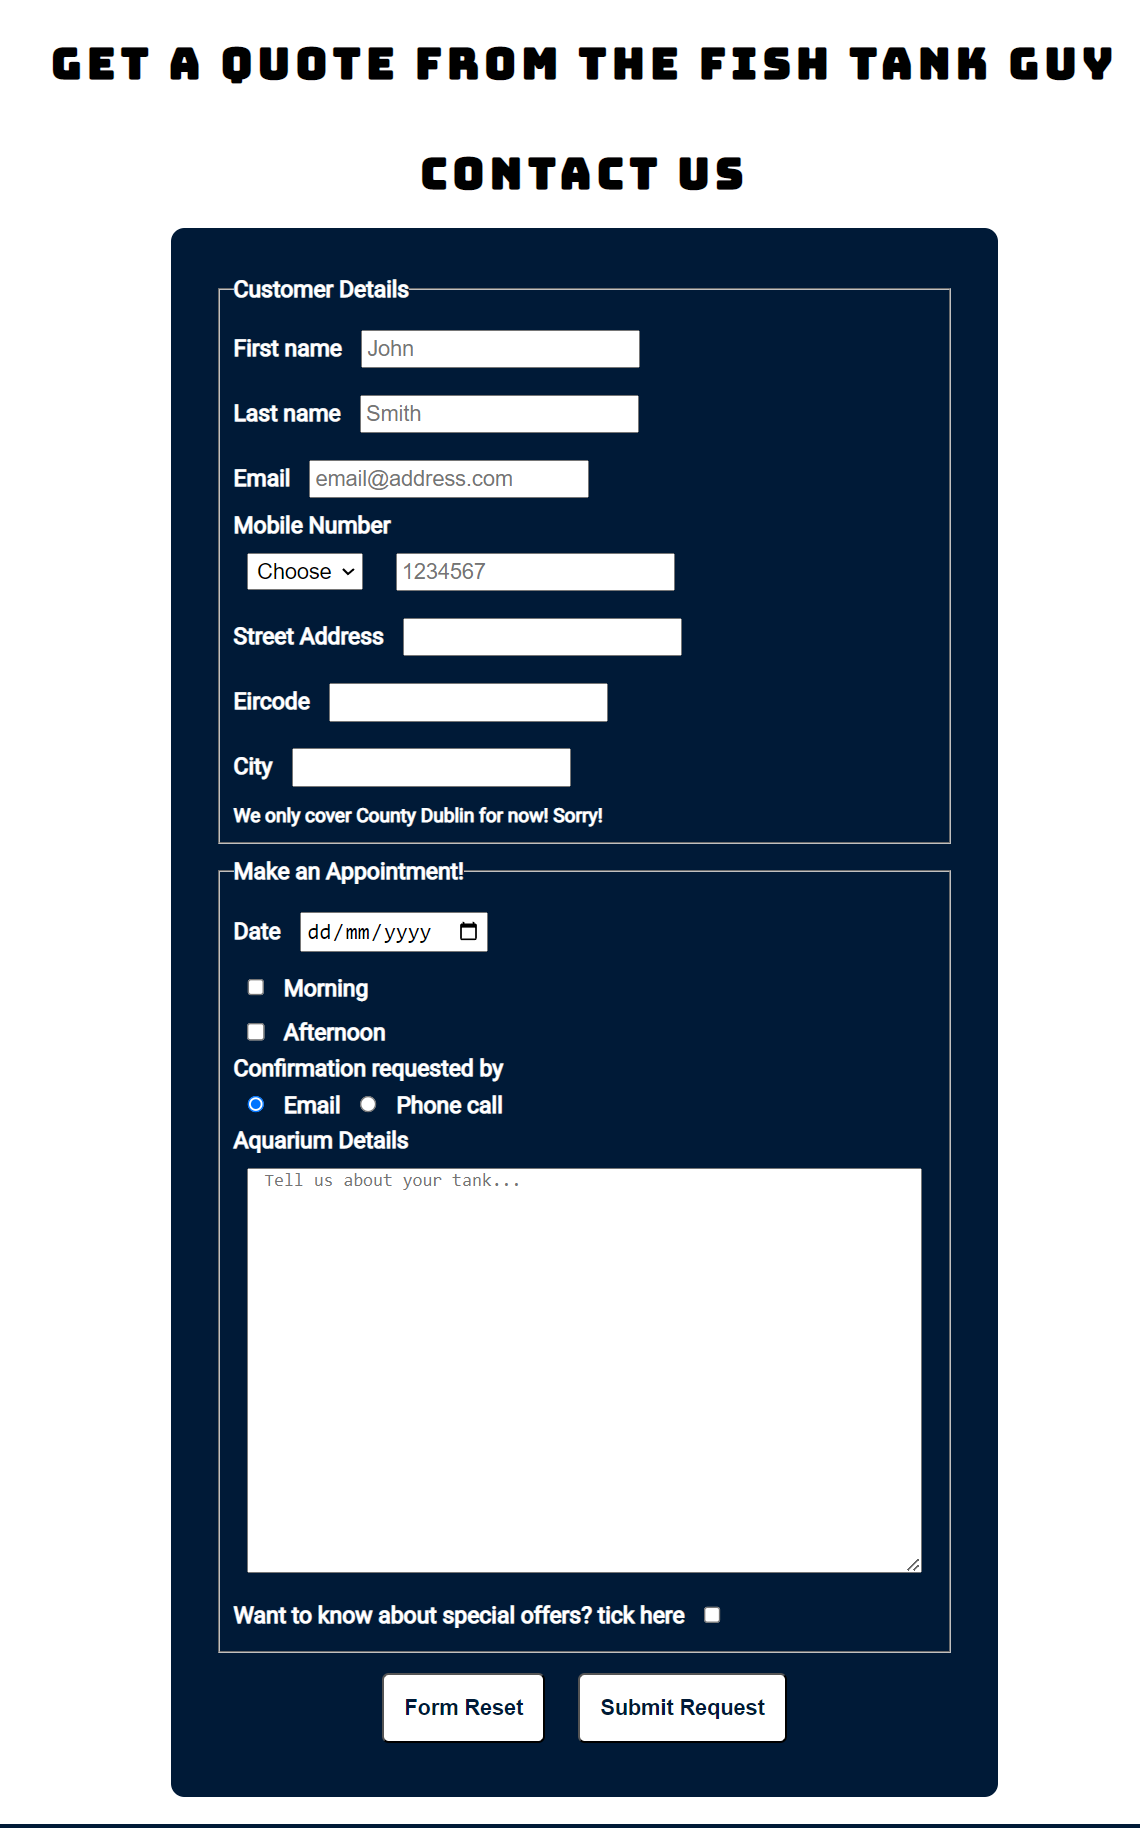 GET A QUOTE FROM THE FISH TANK GUY
CONTACT US
Customer Details
First name John
Last name Smith
Email email@address.com
Mobile Number
Choose 1234567
Street Address
Eircode
City
We only cover County Dublin for now! Sorry!
Make an Appointment!
Date dd/mm/yyyy
Morning
Afternoon
Confirmation requested by
Email Phone call
Aquarium Details
Tell us about your tank...
Want to know about special offers? tick here
Form Reset Submit Request